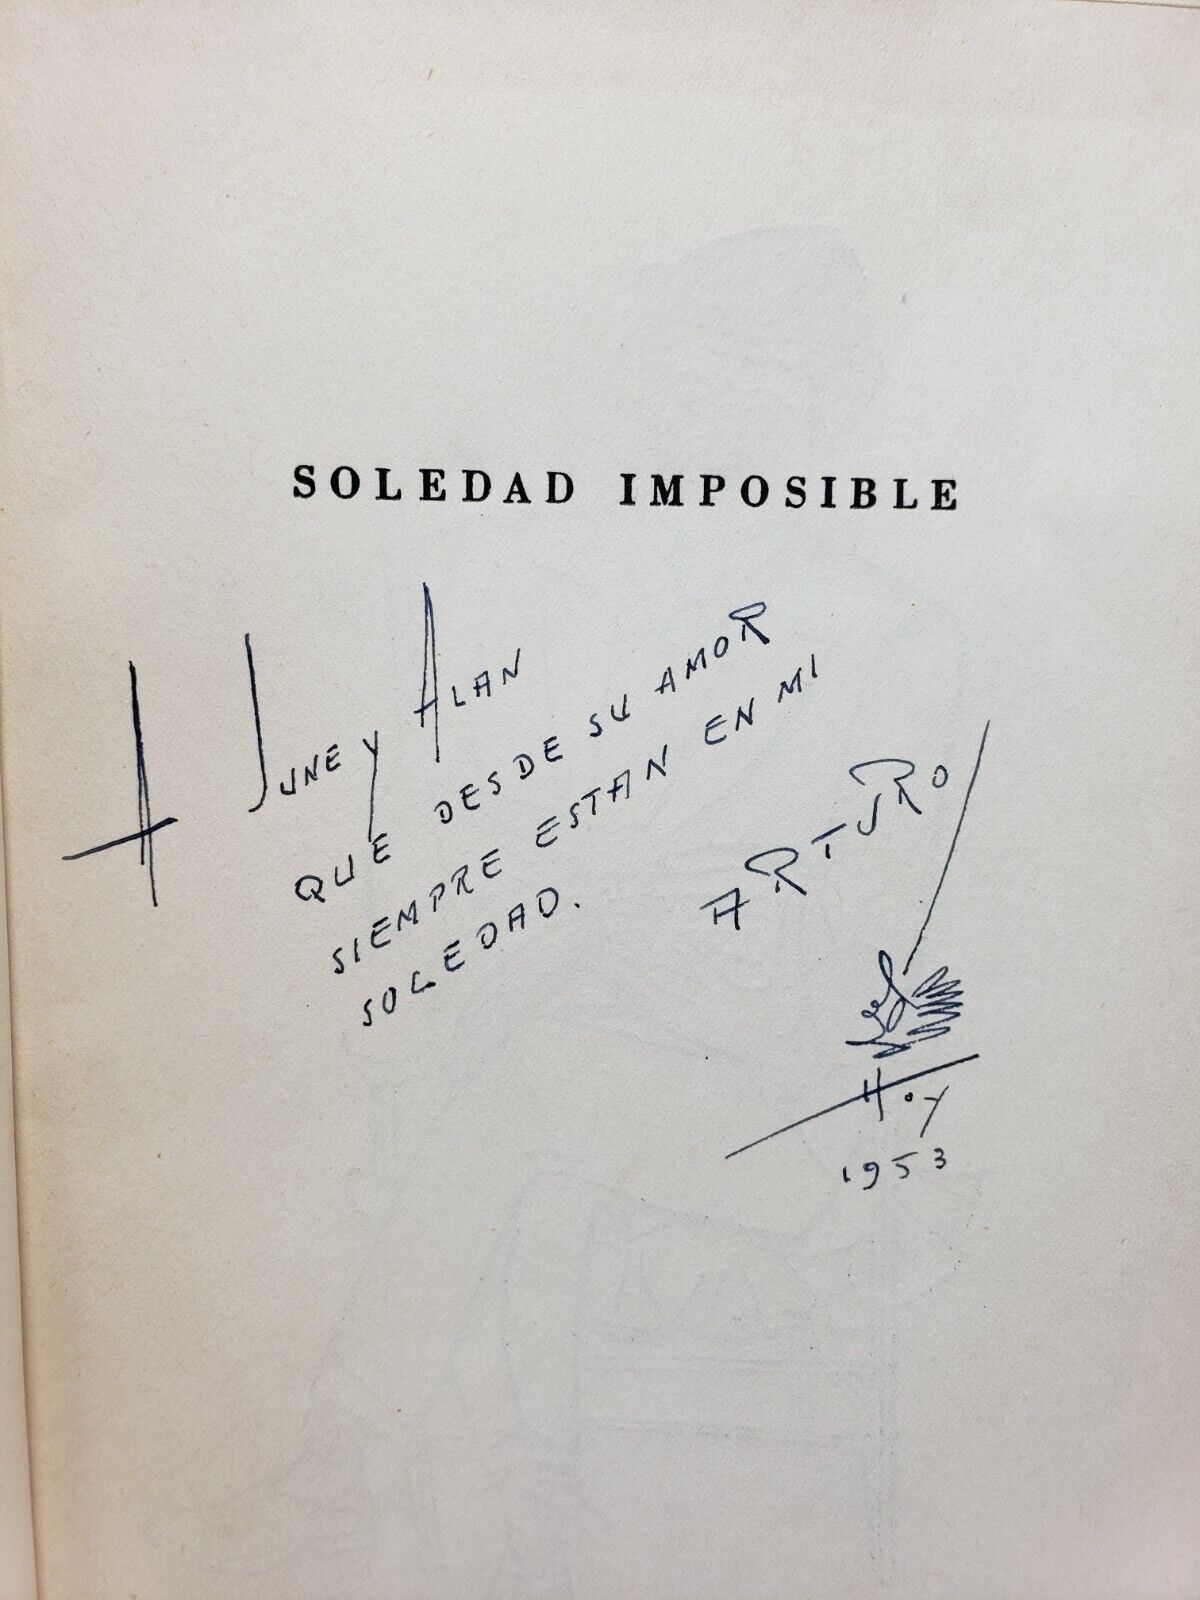 SOLEDAD IMPOSIBLE
A JUNE Y ALAN
QUE DESDE SU AMOR
SIEMPRE ESTAN EN MI
SOLEDAD.
ARTURO
HOY
1953